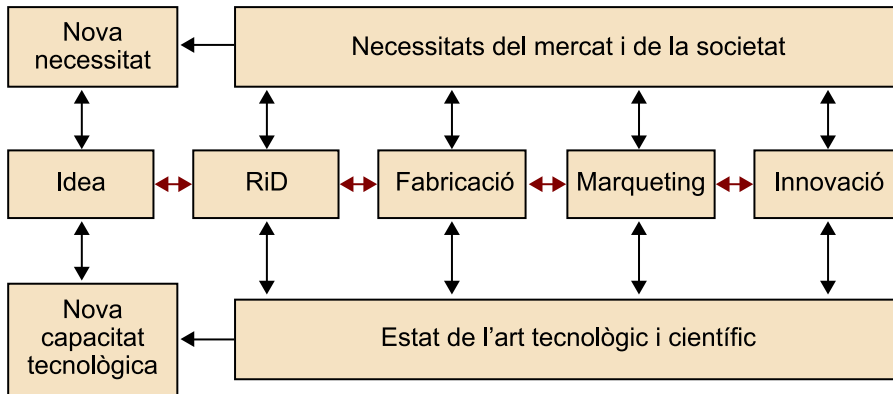 Nova
necessitat
Necessitats del mercat i de la societat
Idea
RiD
Fabricació
Marqueting
Innovació
Nova
capacitat
tecnològica
Estat de l’art tecnològic i científic